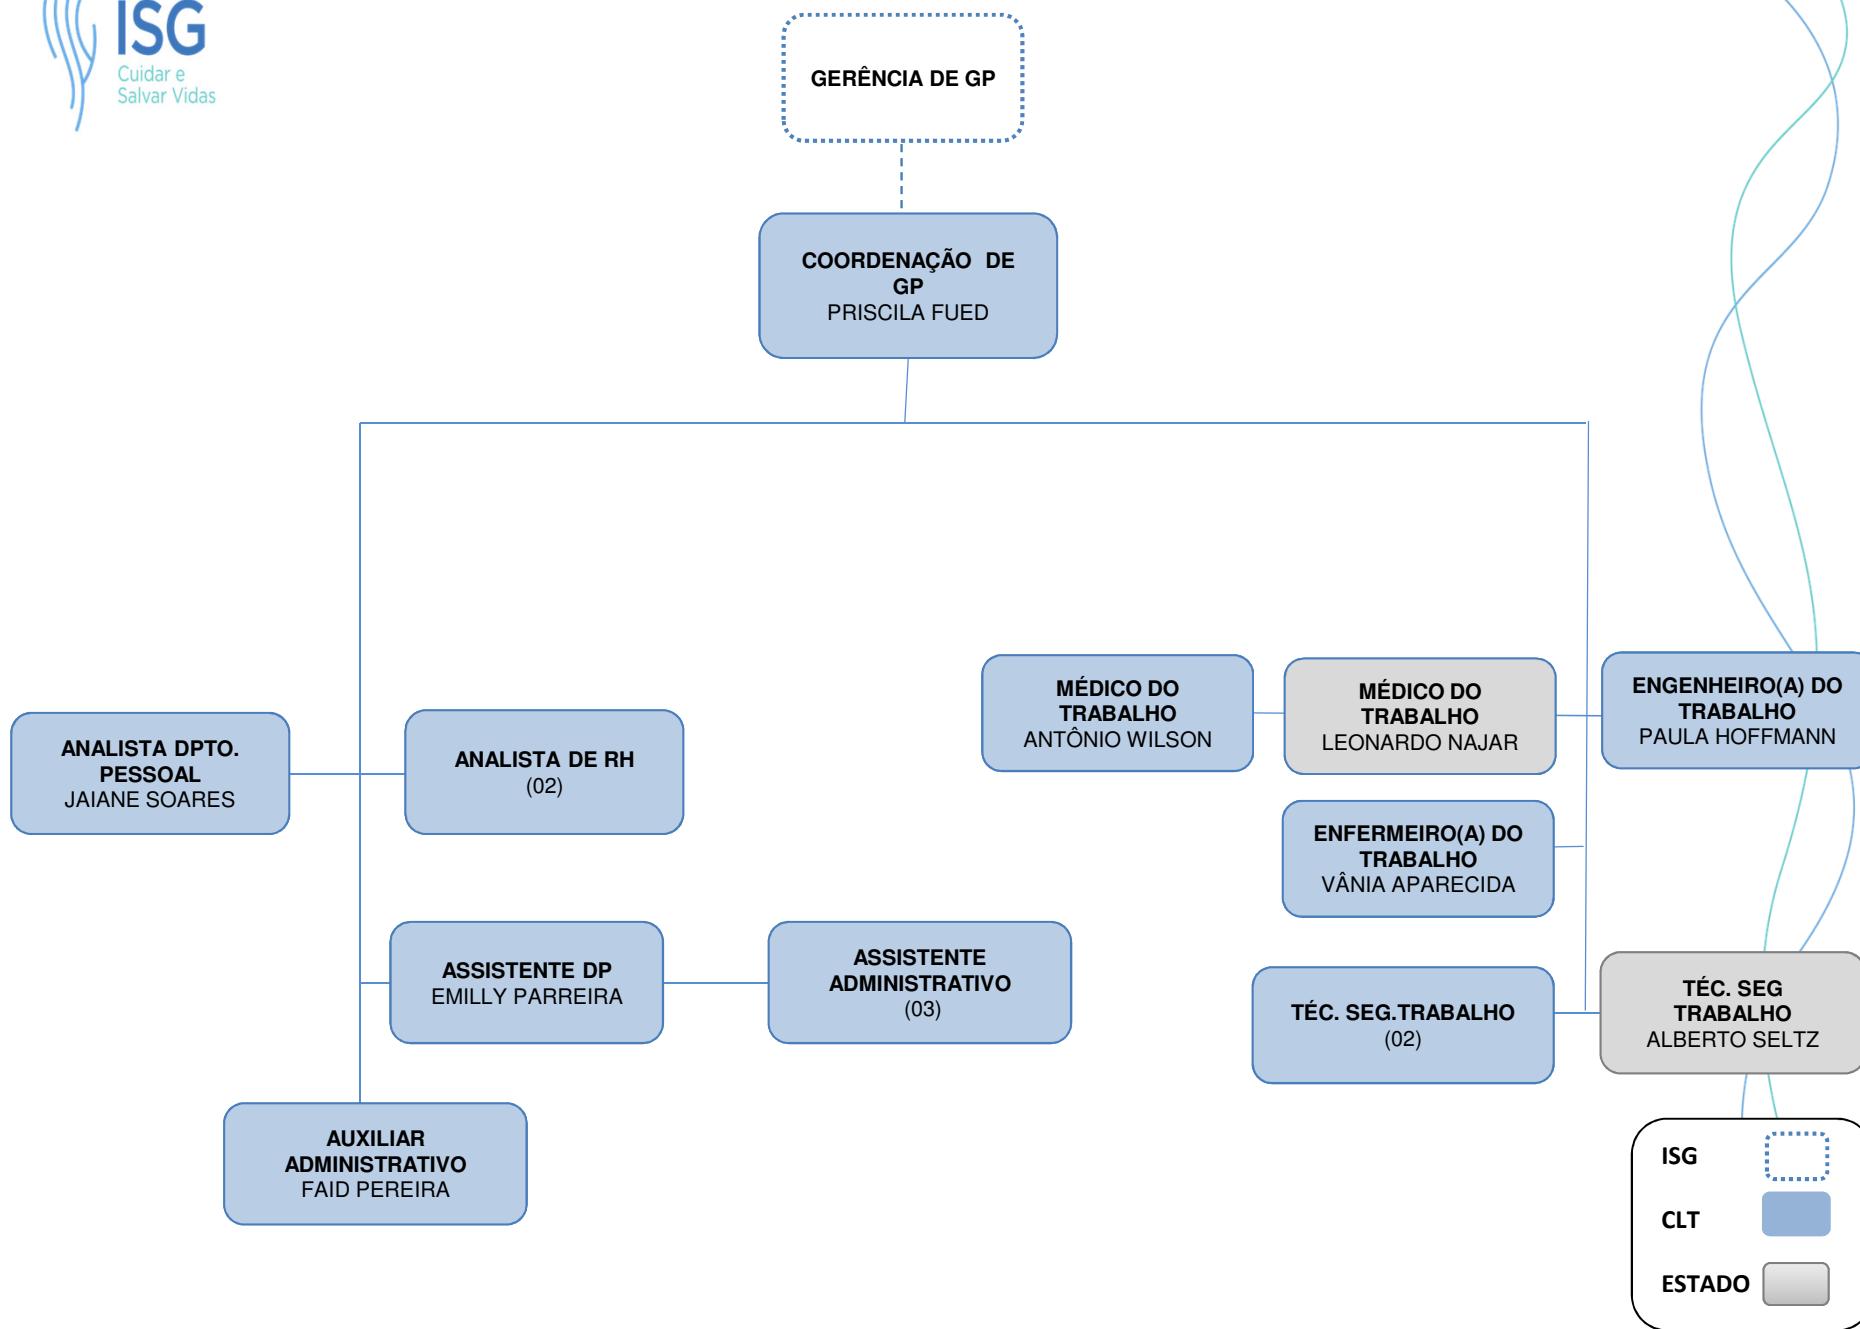 ISG
Cuidar e
Salvar Vidas
GERÊNCIA DE GP
COORDENAÇÃO DE
GP
PRISCILA FUED
ANALISTA DPTO.
PESSOAL
JAIANE SOARES
ANALISTA DE RH
(02)
MÉDICO DO
TRABALHO
ANTÔNIO WILSON
MÉDICO DO
TRABALHO
LEONARDO NAJAR
ENGENHEIRO(A) DO
TRABALHO
PAULA HOFFMANN
ENFERMEIRO(A) DO
TRABALHO
VÂNIA APARECIDA
ASSISTENTE DP
EMILLY PARREIRA
ASSISTENTE
ADMINISTRATIVO
(03)
TÉC. SEG.TRABALHO
(02)
TÉC. SEG
TRABALHO
ALBERTO SELTZ
AUXILIAR
ADMINISTRATIVO
FAID PEREIRA
ISG
CLT
ESTADO